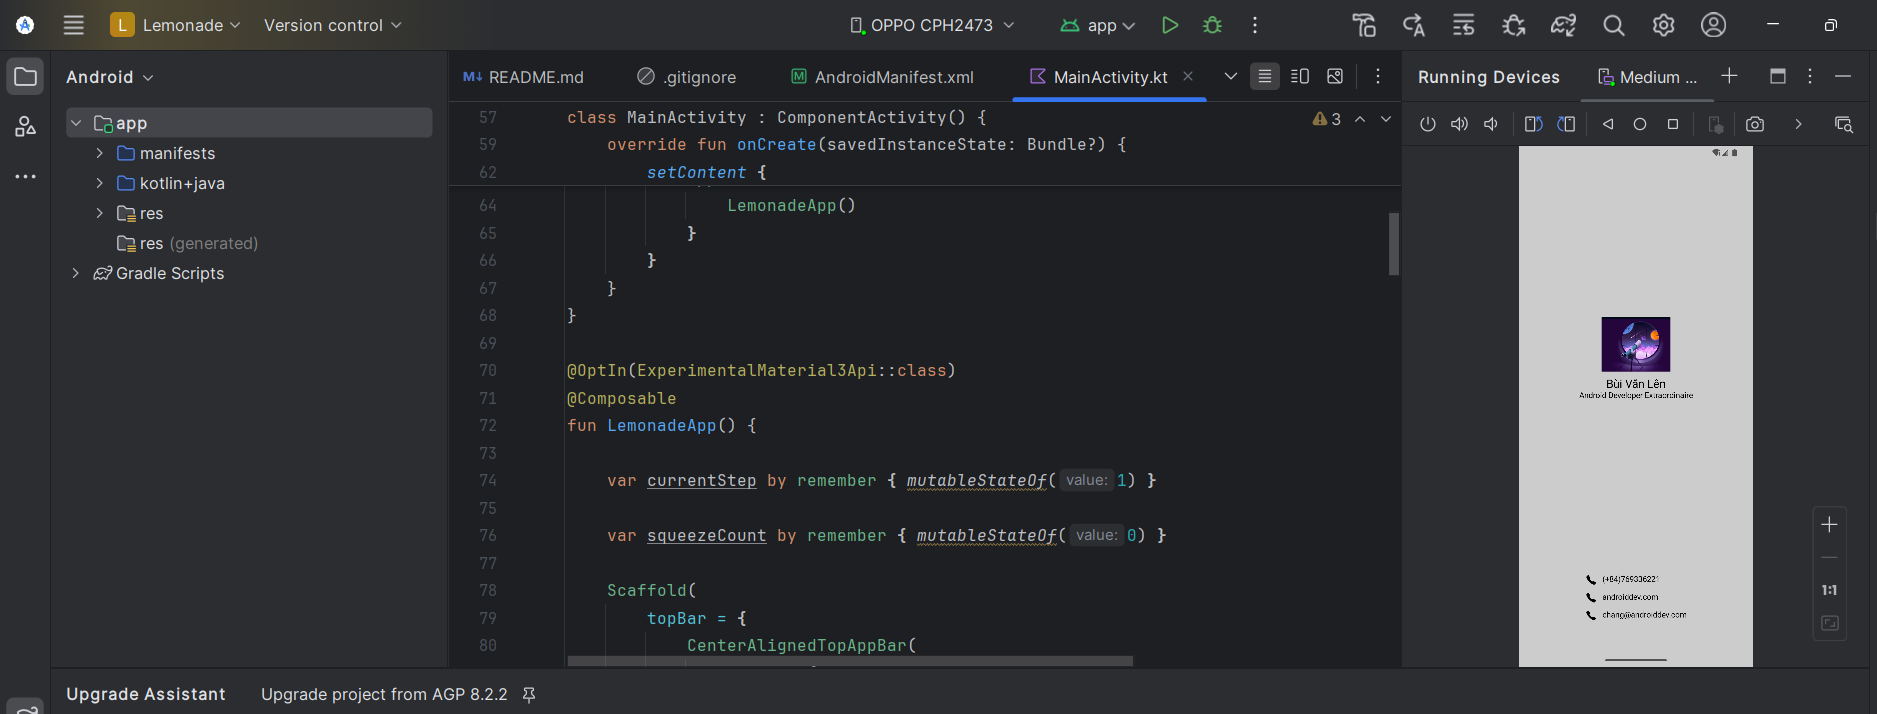 L Lemonade Version control OPPO CPH2473 app
Android
app
manifests
kotlin+java
res
res (generated)
Gradle Scripts
M↓ README.md .gitignore M AndroidManifest.xml MainActivity.kt
57 class MainActivity : ComponentActivity() { 3
59 override fun onCreate(savedInstanceState: Bundle?) {
62 setContent {
64 LemonadeApp()
65 }
66 }
67 }
68 }
69
70 @OptIn(ExperimentalMaterial3Api::class)
71 @Composable
72 fun LemonadeApp() {
73
74 var currentStep by remember { mutableStateOf( value: 1) }
75
76 var squeezeCount by remember { mutableStateOf( value: 0) }
77
78 Scaffold(
79 topBar = {
80 CenterAlignedTopAppBar(
Running Devices Medium ...
Bùi Văn Lên
Android Developer Extraordinaire
(+84)769336221
androiddev.com
chang@androiddev.com
1:1
Upgrade Assistant Upgrade project from AGP 8.2.2